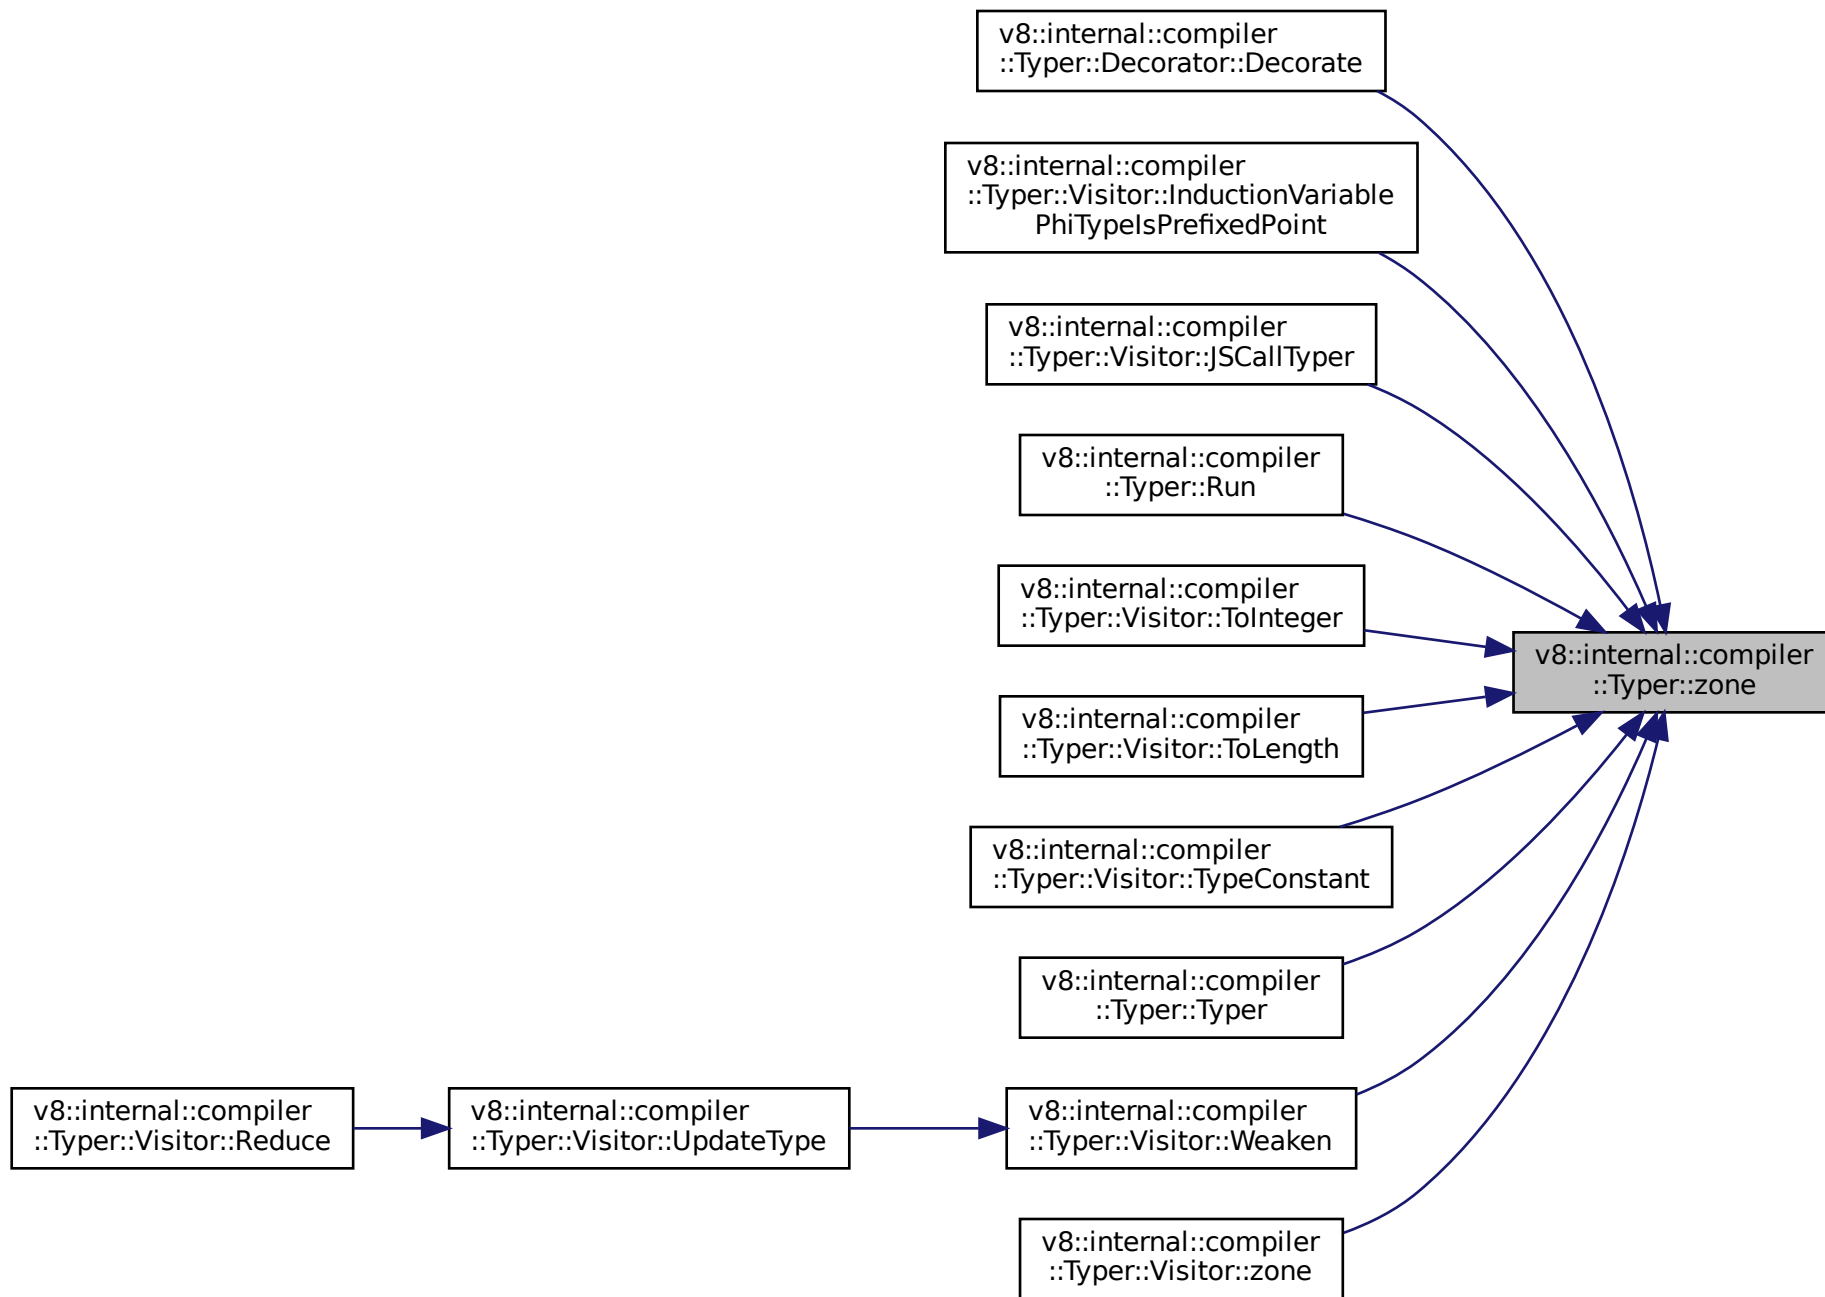 v8::internal::compiler
::Typer::Decorator::Decorate
v8::internal::compiler
::Typer::Visitor::InductionVariable
PhiTypeIsPrefixedPoint
v8::internal::compiler
::Typer::Visitor::JSCallTyper
v8::internal::compiler
::Typer::Run
v8::internal::compiler
::Typer::Visitor::ToInteger
v8::internal::compiler
::Typer::zone
v8::internal::compiler
::Typer::Visitor::ToLength
v8::internal::compiler
::Typer::Visitor::TypeConstant
v8::internal::compiler
::Typer::Typer
v8::internal::compiler
::Typer::Visitor::Reduce
v8::internal::compiler
::Typer::Visitor::UpdateType
v8::internal::compiler
::Typer::Visitor::Weaken
v8::internal::compiler
::Typer::Visitor::zone